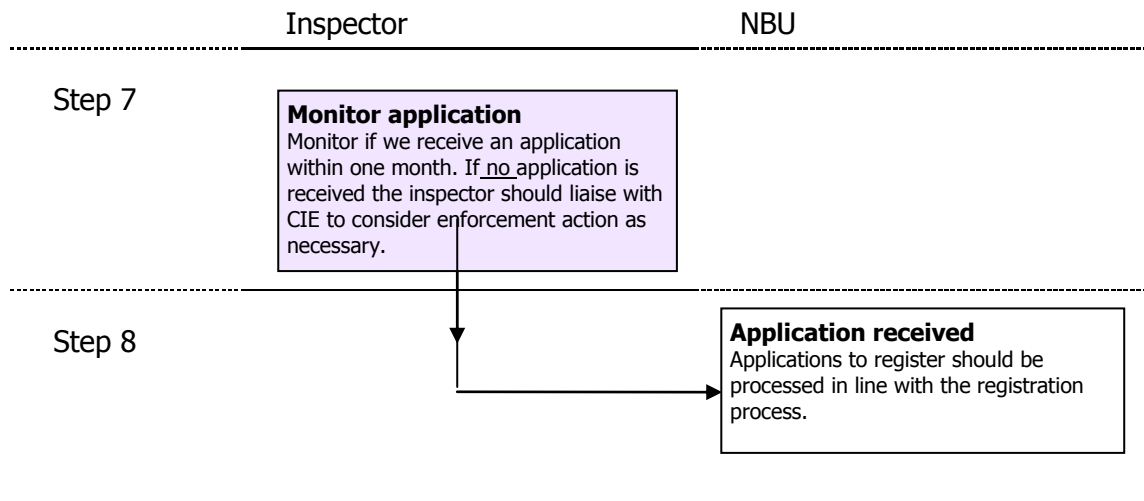 Inspector NBU
Step 7
Monitor application
Monitor if we receive an application
within one month. If no application is
received the inspector should liaise with
CIE to consider enforcement action as
necessary.
Step 8
Application received
Applications to register should be
processed in line with the registration
process.